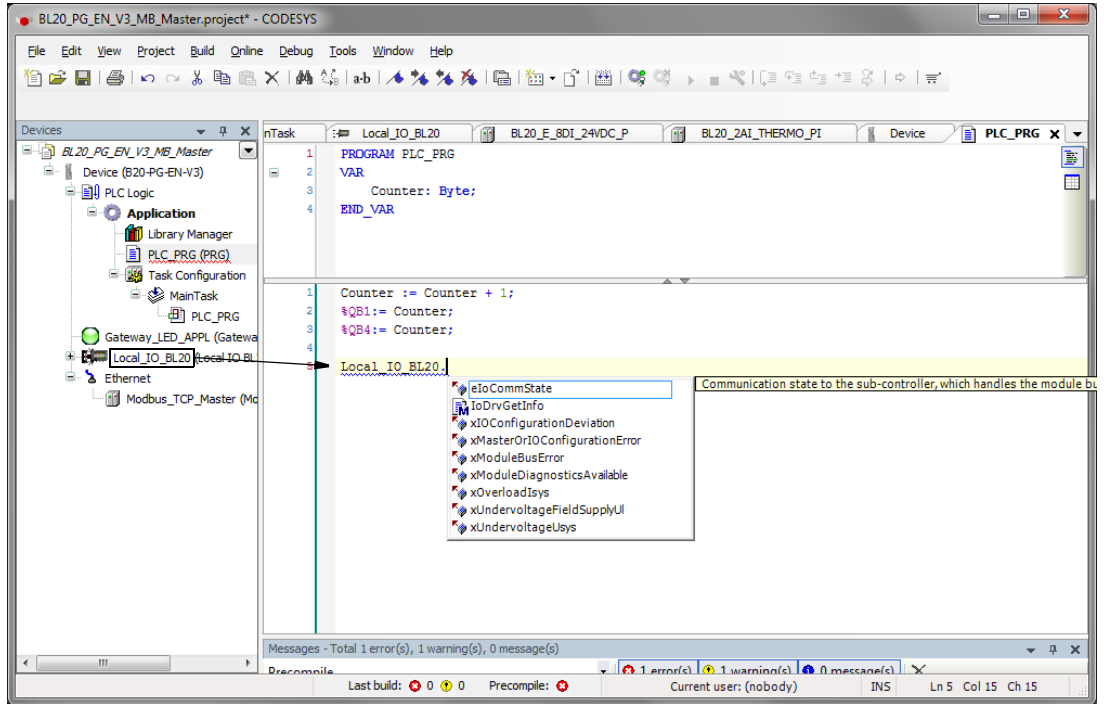 BL20_PG_EN_V3_MB_Master.project* - CODESYS
File Edit View Project Build Online Debug Tools Window Help
Devices
BL20_PG_EN_V3_MB_Master
Device (B20-PG-EN-V3)
PLC Logic
Application
Library Manager
PLC_PRG (PRG)
Task Configuration
MainTask
PLC_PRG
Gateway_LED_APPL (Gatewa
Local_IO_BL20 (Local IO BL
Ethernet
Modbus_TCP_Master (Mo
nTask Local_IO_BL20 BL20_E_8DI_24VDC_P BL20_2AI_THERMO_PI Device PLC_PRG
1 PROGRAM PLC_PRG
2 VAR
3 Counter: Byte;
4 END_VAR
1 Counter := Counter + 1;
2 %QB1:= Counter;
3 %QB4:= Counter;
4
5 Local_IO_BL20.
eIoCommState
IoDrvGetInfo
xIOConfigurationDeviation
xMasterOrIOConfigurationError
xModuleBusError
xModuleDiagnosticsAvailable
xOverloadIsys
xUndervoltageFieldSupplyUl
xUndervoltageUsys
Communication state to the sub-controller, which handles the module bu
Messages - Total 1 error(s), 1 warning(s), 0 message(s)
Precompile 1 error(s) 1 warning(s) 0 message(s)
Last build: 0 0 Precompile: Current user: (nobody) INS Ln 5 Col 15 Ch 15